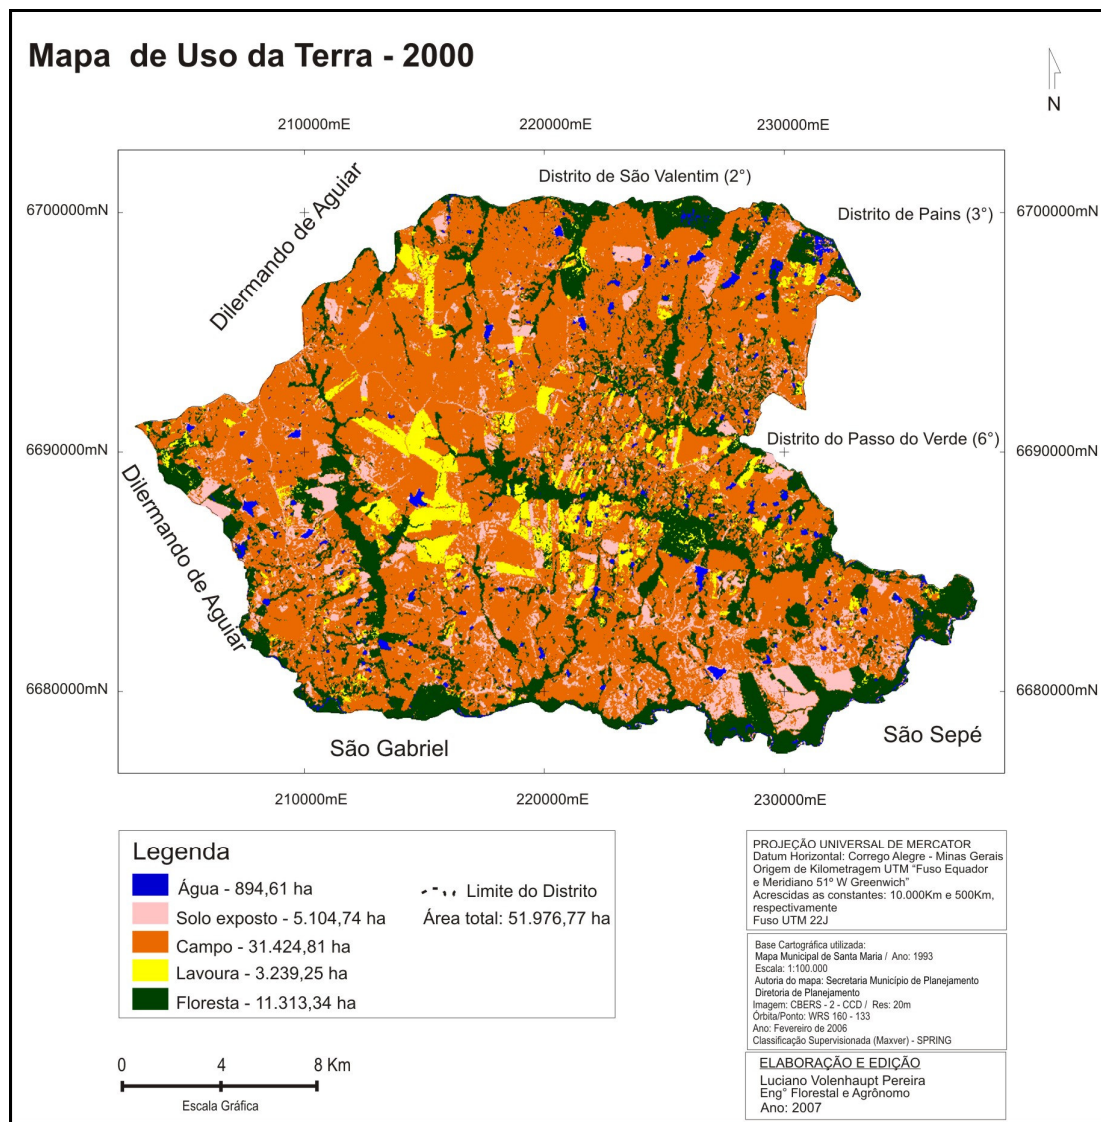 Mapa de Uso da Terra - 2000
N
210000mE
220000mE
230000mE
Distrito de São Valentim (2°)
Dilermando de Aguiar
6700000mN
Distrito de Pains (3°)
6700000mN
Distrito do Passo do Verde (6°)
6690000mN
6690000mN
Dilermando de Aguiar
6680000mN
6680000mN
São Gabriel
São Sepé
210000mE
220000mE
230000mE
Legenda
Água - 894,61 ha
Solo exposto - 5.104,74 ha
Campo - 31.424,81 ha
Lavoura - 3.239,25 ha
Floresta - 11.313,34 ha
Limite do Distrito
Área total: 51.976,77 ha
PROJEÇÃO UNIVERSAL DE MERCATOR
Datum Horizontal: Corrego Alegre - Minas Gerais
Origem de Kilometragem UTM “Fuso Equador
e Meridiano 51º W Greenwich”
Acrescidas as constantes: 10.000Km e 500Km,
respectivamente
Fuso UTM 22J
Base Cartográfica utilizada:
Mapa Municipal de Santa Maria / Ano: 1993
Escala: 1:100.000
Autoria do mapa: Secretaria Município de Planejamento
Diretoria de Planejamento
Imagem: CBERS - 2 - CCD / Res: 20m
Órbita/Ponto: WRS 160 - 133
Ano: Fevereiro de 2006
Classificação Supervisionada (Maxver) - SPRING
ELABORAÇÃO E EDIÇÃO
Luciano Volenhaupt Pereira
Eng° Florestal e Agrônomo
Ano: 2007
0 4 8 Km
Escala Gráfica